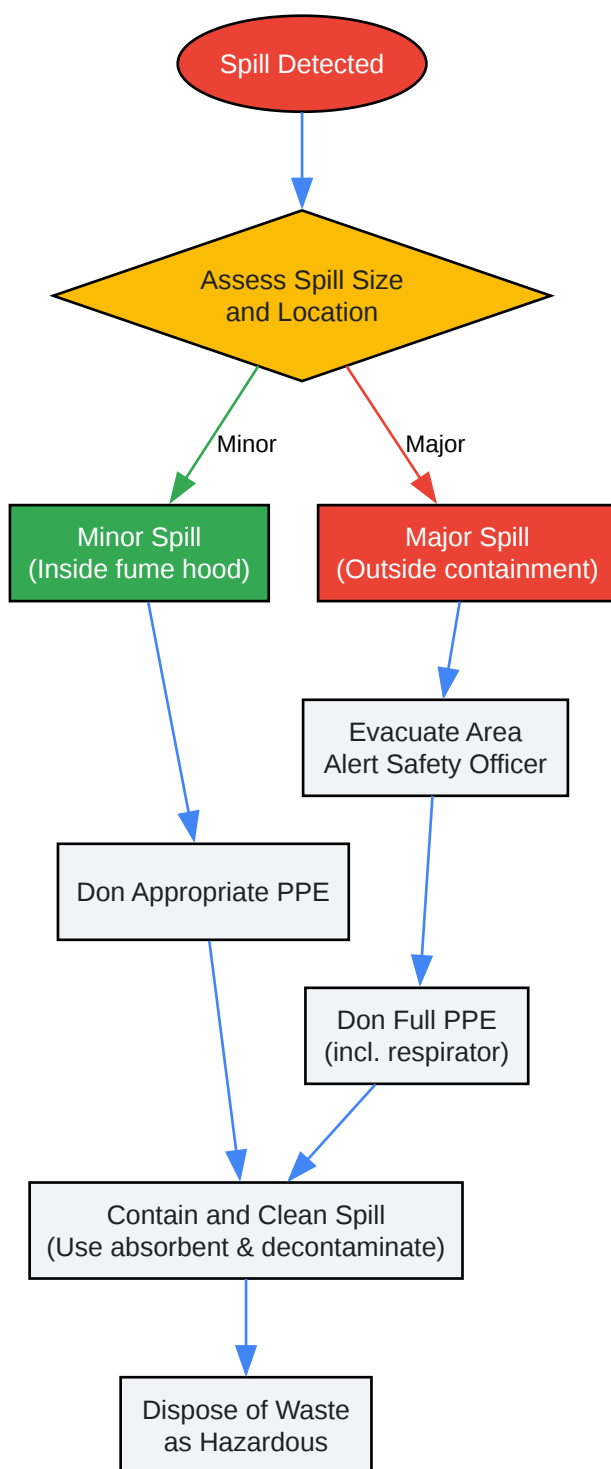 Spill Detected
Assess Spill Size
and Location
Minor
Major
Minor Spill
(Inside fume hood)
Major Spill
(Outside containment)
Evacuate Area
Alert Safety Officer
Don Appropriate PPE
Don Full PPE
(incl. respirator)
Contain and Clean Spill
(Use absorbent & decontaminate)
Dispose of Waste
as Hazardous